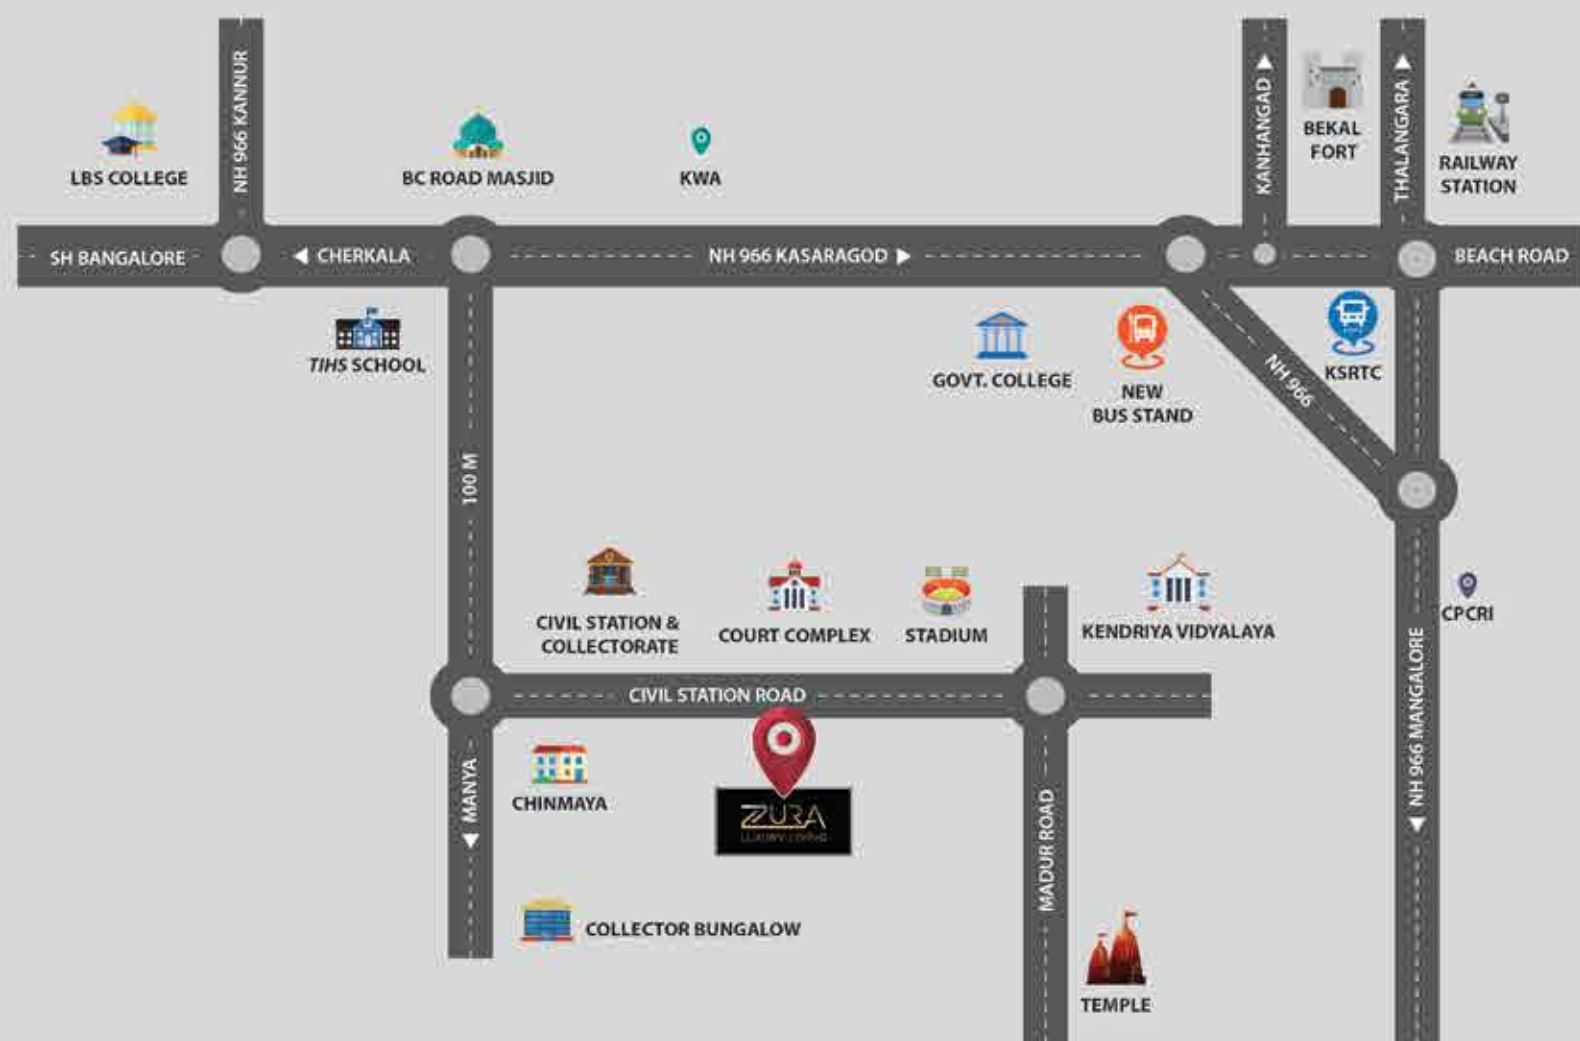 NH 966 KANNUR
LBS COLLEGE
BC ROAD MASJID
KWA
KANHANGAD
BEKAL
FORT
THALANGARA
RAILWAY
STATION
SH BANGALORE
CHERKALA
NH 966 KASARAGOD
BEACH ROAD
TIHS SCHOOL
GOVT. COLLEGE
NEW
BUS STAND
NH 966
KSRTC
100 M
CIVIL STATION &
COLLECTORATE
COURT COMPLEX
STADIUM
KENDRIYA VIDYALAYA
CPCRI
CIVIL STATION ROAD
NH 966 MANGALORE
MANYA
CHINMAYA
ZURA
LUXURY LIVING
MADUR ROAD
COLLECTOR BUNGALOW
TEMPLE